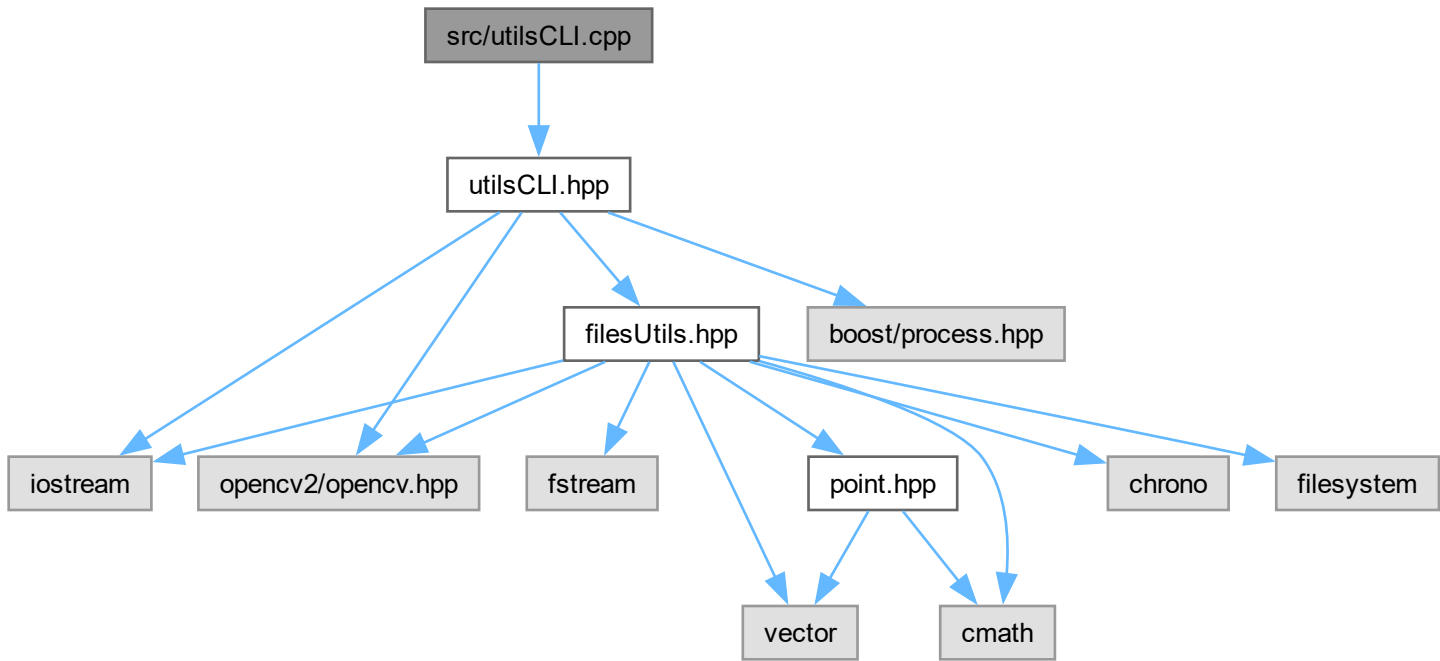 src/utilsCLI.cpp
utilsCLI.hpp
filesUtils.hpp
boost/process.hpp
iostream
opencv2/opencv.hpp
fstream
point.hpp
chrono
filesystem
vector
cmath